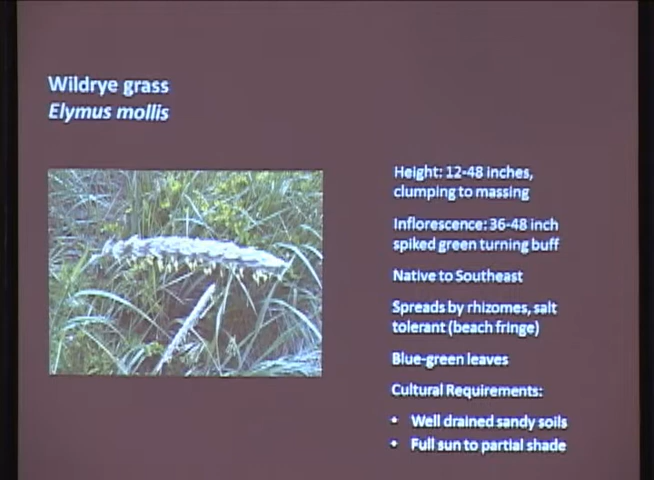 Wildrye grass
Elymus mollis
Height: 12-48 inches,
clumping to massing
Inflorescence: 36-48 inch
spiked green turning buff
Native to Southeast
Spreads by rhizomes, salt
tolerant (beach fringe)
Blue-green leaves
Cultural Requirements:
• Well drained sandy soils
• Full sun to partial shade